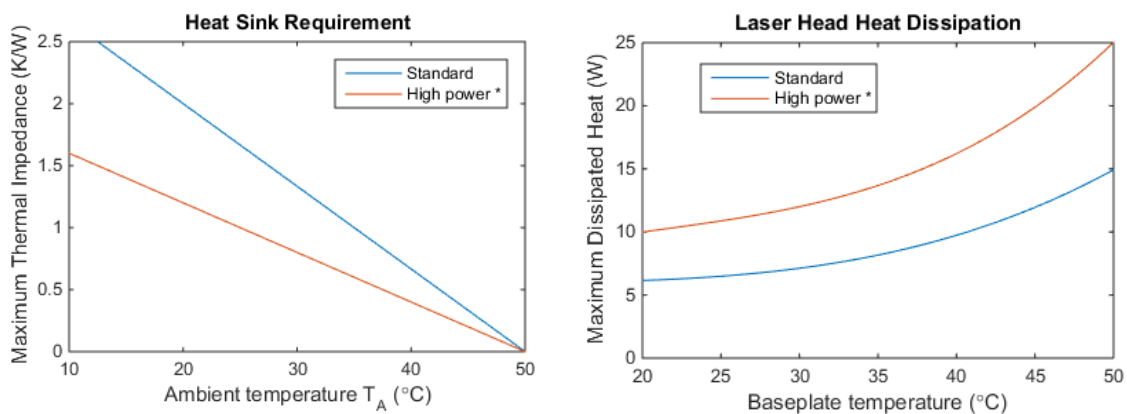 Heat Sink Requirement
Maximum Thermal Impedance (K/W)
2.5
2
1.5
1
0.5
0
Standard
High power *
10
20
30
40
50
Ambient temperature T_A (°C)
Laser Head Heat Dissipation
Maximum Dissipated Heat (W)
25
20
15
10
5
0
Standard
High power *
20
25
30
35
40
45
50
Baseplate temperature (°C)